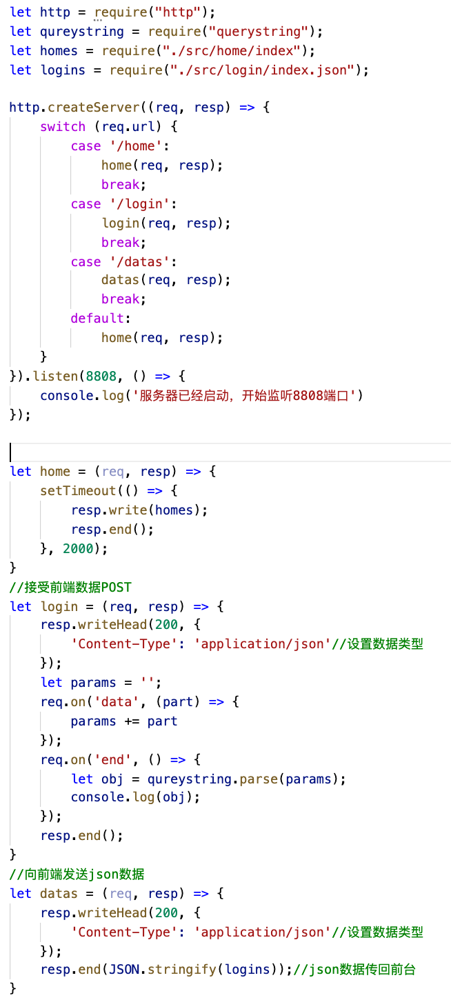 let http = require("http");
let qureystring = require("querystring");
let homes = require("./src/home/index");
let logins = require("./src/login/index.json");

http.createServer((req, resp) => {
    switch (req.url) {
        case '/home':
            home(req, resp);
            break;
        case '/login':
            login(req, resp);
            break;
        case '/datas':
            datas(req, resp);
            break;
        default:
            home(req, resp);
    }
}).listen(8808, () => {
    console.log('服务器已经启动，开始监听8808端口')
});

let home = (req, resp) => {
    setTimeout(() => {
        resp.write(homes);
        resp.end();
    }, 2000);
}
//接受前端数据POST
let login = (req, resp) => {
    resp.writeHead(200, {
        'Content-Type': 'application/json'//设置数据类型
    });
    let params = '';
    req.on('data', (part) => {
        params += part
    });
    req.on('end', () => {
        let obj = qureystring.parse(params);
        console.log(obj);
    });
    resp.end();
}
//向前端发送json数据
let datas = (req, resp) => {
    resp.writeHead(200, {
        'Content-Type': 'application/json'//设置数据类型
    });
    resp.end(JSON.stringify(logins));//json数据传回前台
}